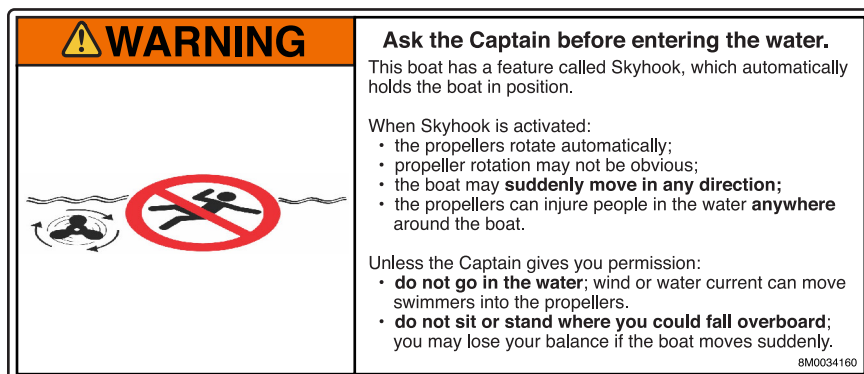 WARNING
Ask the Captain before entering the water.
This boat has a feature called Skyhook, which automatically
holds the boat in position.
When Skyhook is activated:
• the propellers rotate automatically;
• propeller rotation may not be obvious;
• the boat may suddenly move in any direction;
• the propellers can injure people in the water anywhere
around the boat.
Unless the Captain gives you permission:
• do not go in the water; wind or water current can move
swimmers into the propellers.
• do not sit or stand where you could fall overboard;
you may lose your balance if the boat moves suddenly.
8M0034160